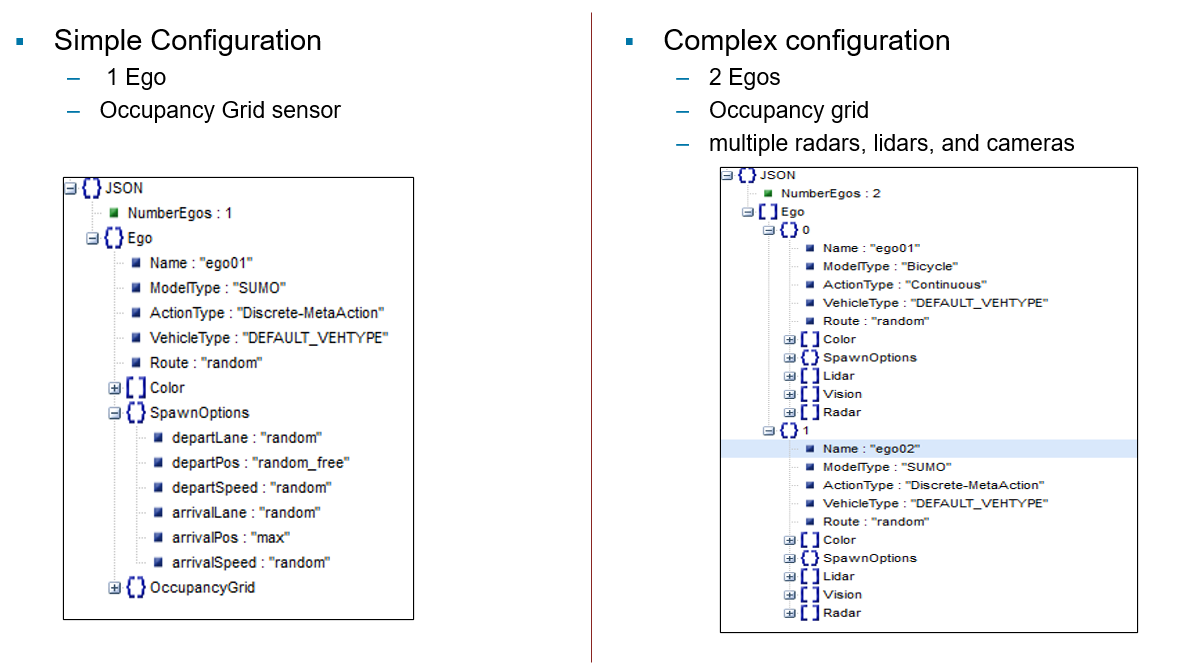 Simple Configuration
– 1 Ego
– Occupancy Grid sensor
JSON
NumberEgos : 1
Ego
Name : "ego01"
ModelType : "SUMO"
ActionType : "Discrete-MetaAction"
VehicleType : "DEFAULT_VEHTYPE"
Route : "random"
Color
SpawnOptions
departLane : "random"
departPos : "random_free"
departSpeed : "random"
arrivalLane : "random"
arrivalPos : "max"
arrivalSpeed : "random"
OccupancyGrid
Complex configuration
– 2 Egos
– Occupancy grid
– multiple radars, lidars, and cameras
JSON
NumberEgos : 2
Ego
0
Name : "ego01"
ModelType : "Bicycle"
ActionType : "Continuous"
VehicleType : "DEFAULT_VEHTYPE"
Route : "random"
Color
SpawnOptions
Lidar
Vision
Radar
1
Name : "ego02"
ModelType : "SUMO"
ActionType : "Discrete-MetaAction"
VehicleType : "DEFAULT_VEHTYPE"
Route : "random"
Color
SpawnOptions
Lidar
Vision
Radar